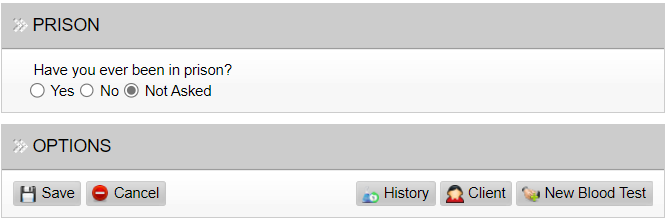 PRISON
Have you ever been in prison?
Yes No Not Asked
OPTIONS
Save Cancel History Client New Blood Test